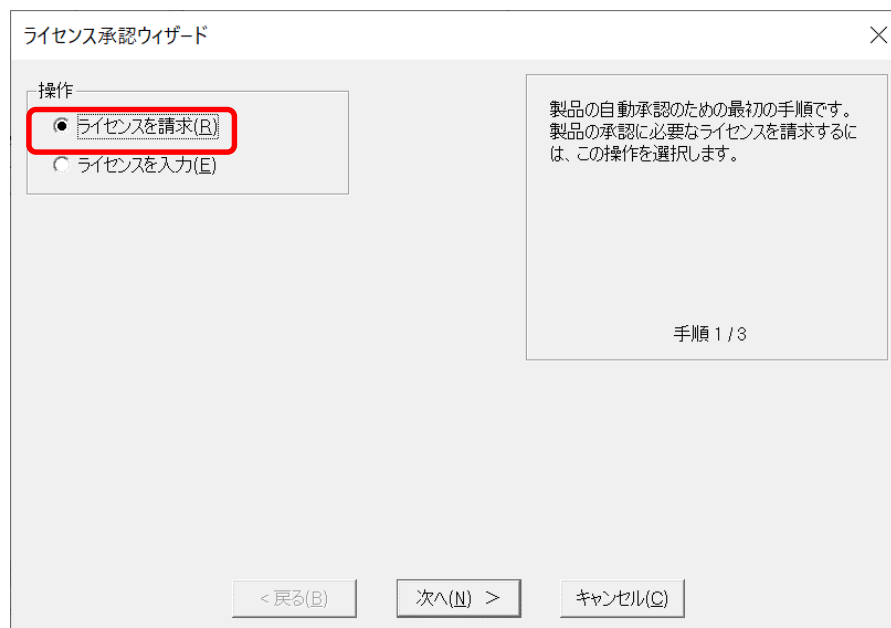 ライセンス承認ウィザード
操作
ライセンスを請求(R)
ライセンスを入力(E)
製品の自動承認のための最初の手順です。
製品の承認に必要なライセンスを請求するに
は、この操作を選択します。
手順 1 / 3
< 戻る(B)
次へ(N) >
キャンセル(C)